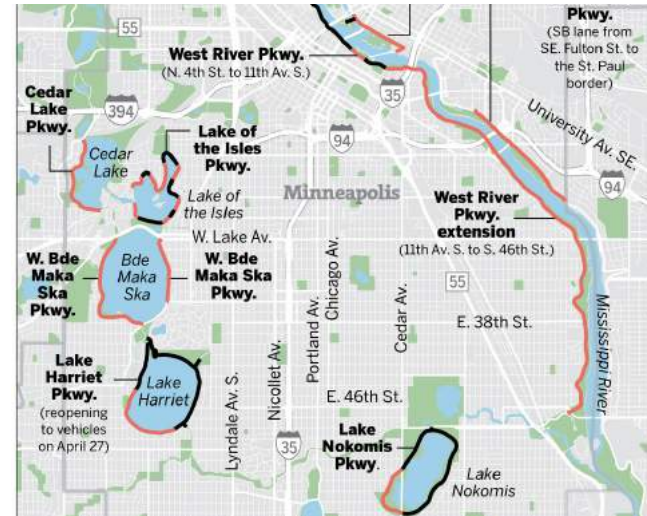 55
West River Pkwy.
(N. 4th St. to 11th Av. S.)
Pkwy.
(SB lane from
SE. Fulton St. to
the St. Paul
border)
35
Cedar
Lake
Pkwy.
394
Lake of
the Isles
Pkwy.
94
University Av. SE.
94
Cedar
Lake
Lake of
the Isles
Minneapolis
West River
Pkwy.
extension
(11th Av. S. to S. 46th St.)
W. Lake Av.
W. Bde
Maka
Ska
Pkwy.
Bde
Maka
Ska
W. Bde
Maka Ska
Pkwy.
Chicago Av.
Portland Av.
Cedar Av.
55
Mississippi River
E. 38th St.
Lake
Harriet
Pkwy.
(reopening
to vehicles
on April 27)
Lake
Harriet
Lyndale Av. S.
Nicollet Av.
E. 46th St.
35
Lake
Nokomis
Pkwy.
Lake
Nokomis